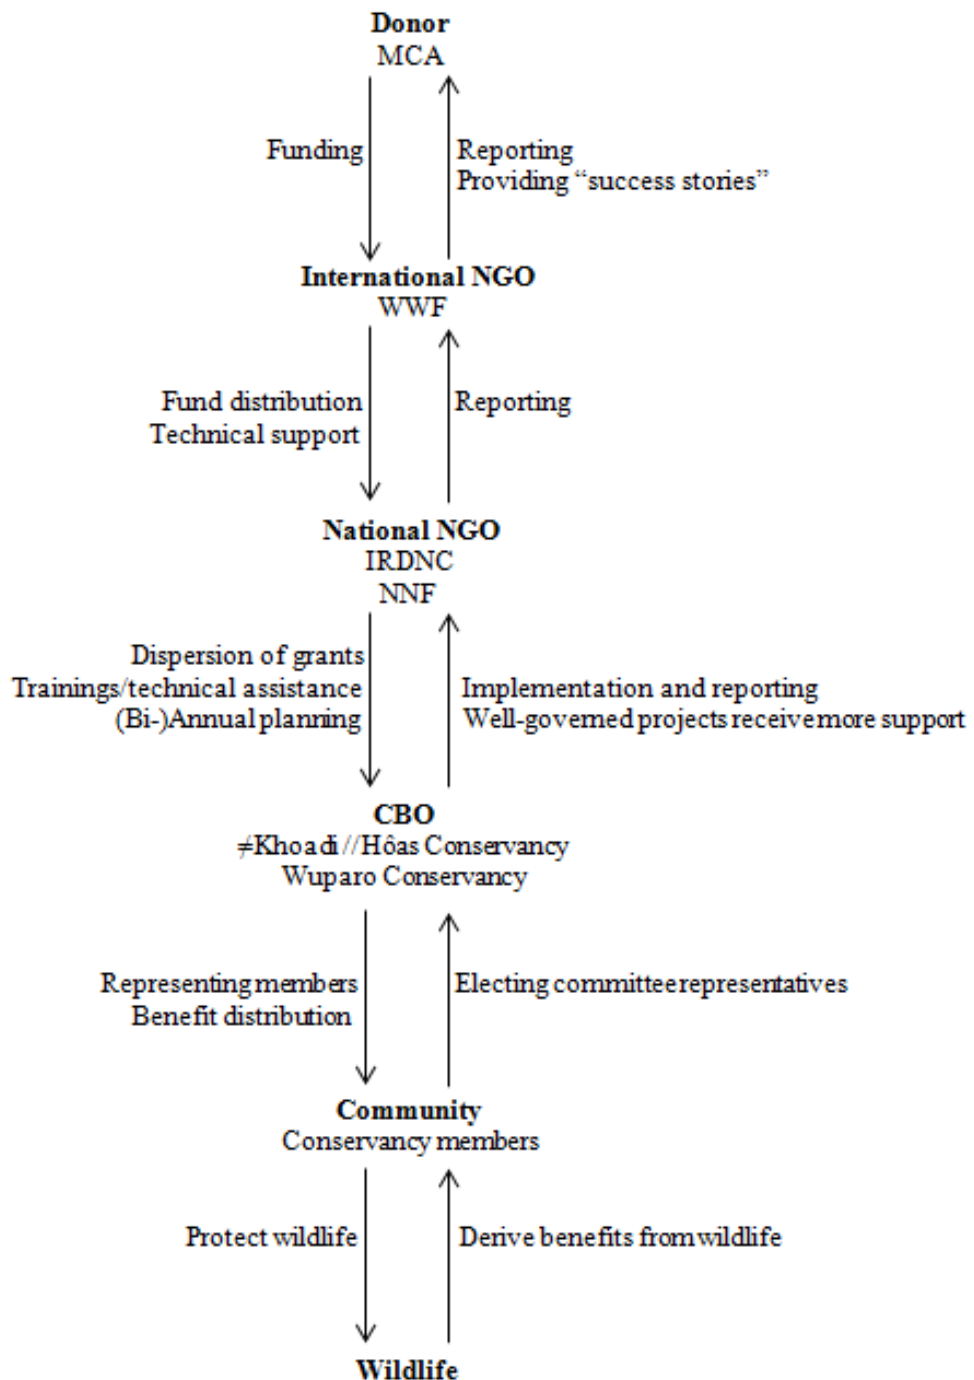 Donor
MCA
Funding
Reporting
Providing “success stories”
International NGO
WWF
Fund distribution
Technical support
Reporting
National NGO
IRDNC
NNF
Dispersion of grants
Trainings/technical assistance
(Bi-)Annual planning
Implementation and reporting
Well-governed projects receive more support
CBO
≠Khoadi //Hôas Conservancy
Wuparo Conservancy
Representing members
Benefit distribution
Electing committee representatives
Community
Conservancy members
Protect wildlife
Derive benefits from wildlife
Wildlife